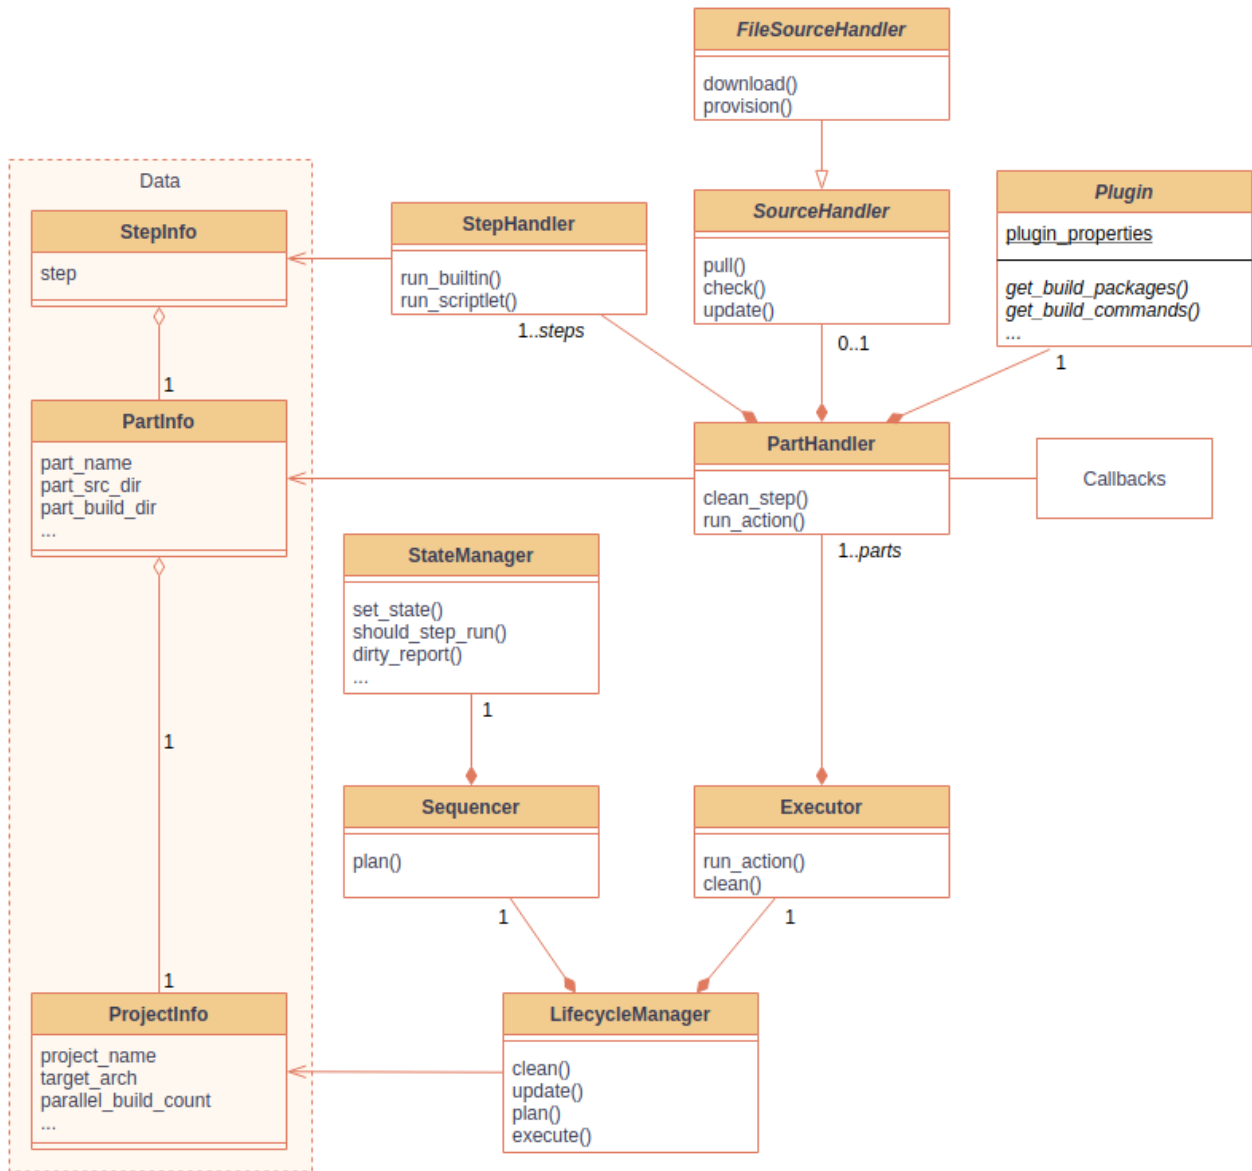 FileSourceHandler
download()
provision()
Data
StepInfo
step
StepHandler
run_builtin()
run_scriptlet()
1..steps
SourceHandler
pull()
check()
update()
0..1
Plugin
plugin_properties
get_build_packages()
get_build_commands()
...
1
1
PartInfo
part_name
part_src_dir
part_build_dir
...
PartHandler
clean_step()
run_action()
1..parts
Callbacks
StateManager
set_state()
should_step_run()
dirty_report()
...
1
1
Sequencer
plan()
1
Executor
run_action()
clean()
1
1
ProjectInfo
project_name
target_arch
parallel_build_count
...
LifecycleManager
clean()
update()
plan()
execute()